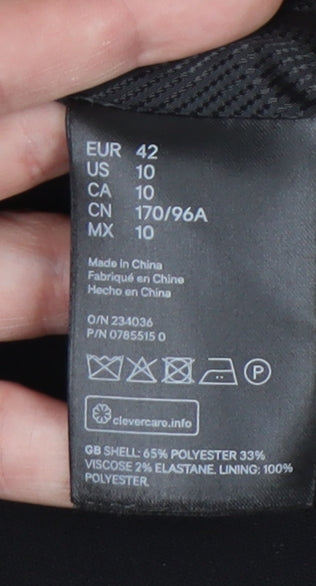 EUR 42
US 10
CA 10
CN 170/96A
MX 10
Made in China
Fabriqué en Chine
Hecho en China
O/N 234036
P/N 0785515 0
P
clevercare.info
GB SHELL: 65% POLYESTER 33%
VISCOSE 2% ELASTANE. LINING: 100%
POLYESTER.